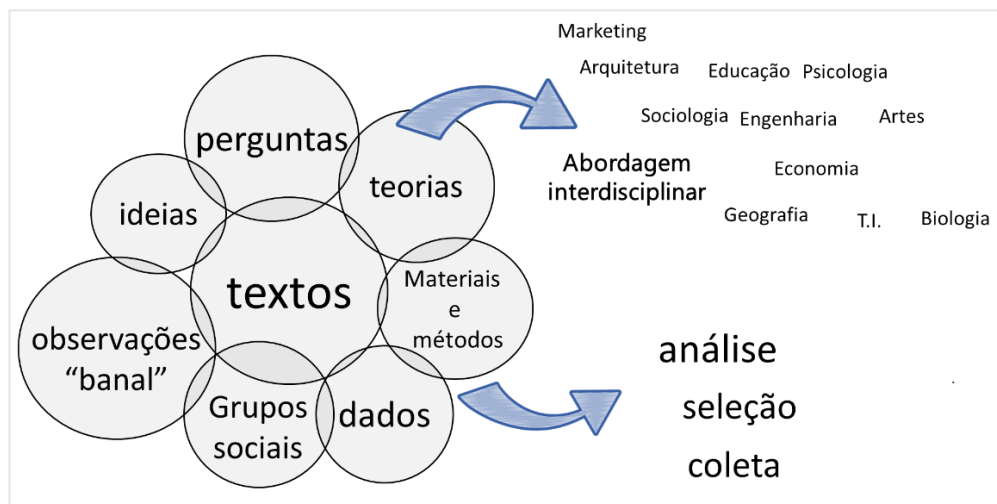 perguntas
teorias
ideias
textos
Materiais
e
métodos
observações
“banal”
Grupos
sociais
dados
Marketing
Arquitetura Educação Psicologia
Sociologia Engenharia Artes
Abordagem
interdisciplinar
Economia
Geografia T.I. Biologia
análise
seleção
coleta